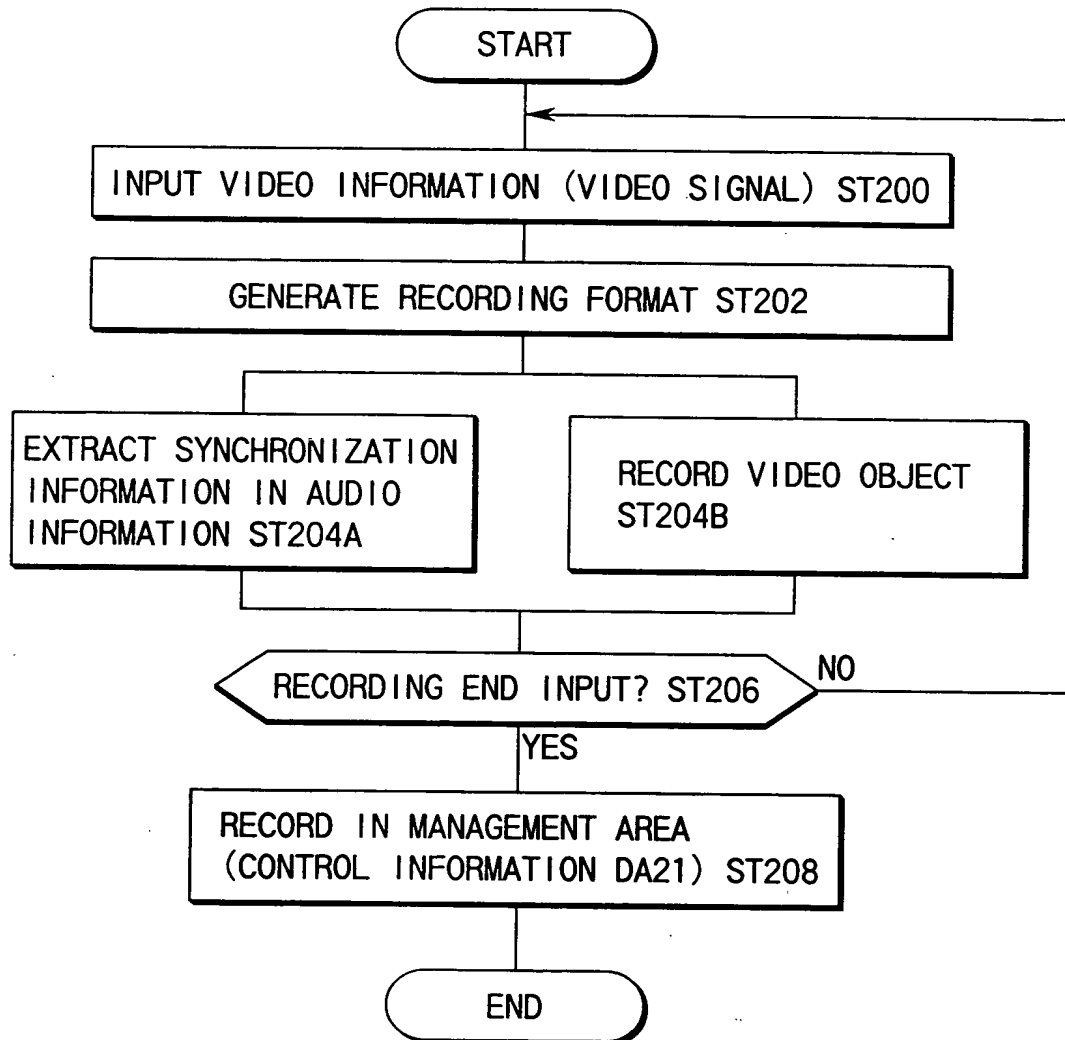 START
INPUT VIDEO INFORMATION (VIDEO SIGNAL) ST200
GENERATE RECORDING FORMAT ST202
EXTRACT SYNCHRONIZATION
INFORMATION IN AUDIO
INFORMATION ST204A
RECORD VIDEO OBJECT
ST204B
RECORDING END INPUT? ST206
NO
YES
RECORD IN MANAGEMENT AREA
(CONTROL INFORMATION DA21) ST208
END